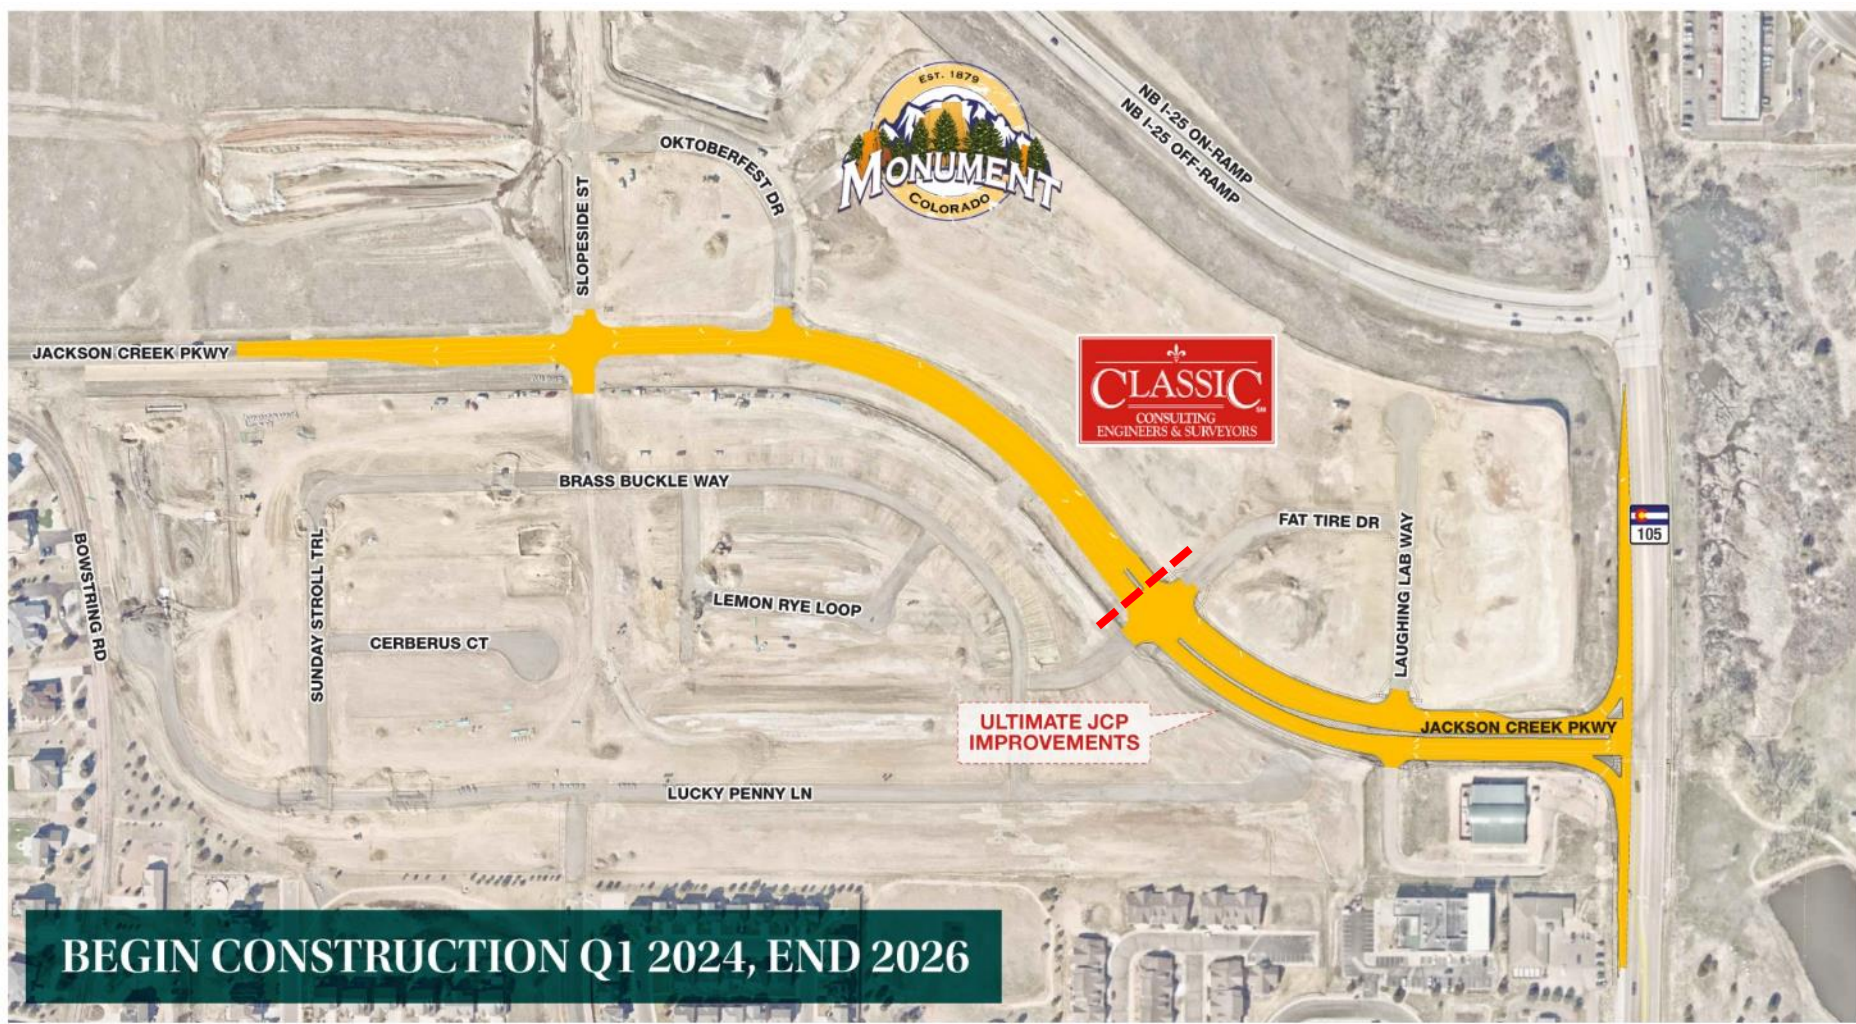 EST. 1879
MONUMENT
COLORADO
NB I-25 ON-RAMP
NB I-25 OFF-RAMP
OKTOBERFEST DR
SLOPESIDE ST
JACKSON CREEK PKWY
CLASSIC
SM
CONSULTING
ENGINEERS & SURVEYORS
BRASS BUCKLE WAY
FAT TIRE DR
LAUGHING LAB WAY
105
BOWSTRING RD
SUNDAY STROLL TRL
LEMON RYE LOOP
CERBERUS CT
ULTIMATE JCP
IMPROVEMENTS
JACKSON CREEK PKWY
LUCKY PENNY LN
BEGIN CONSTRUCTION Q1 2024, END 2026